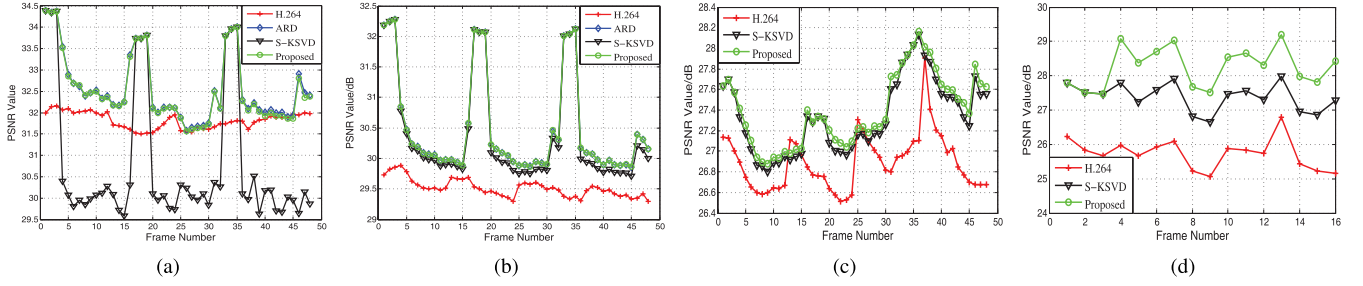 34.5
34
33.5
33
32.5
32
31.5
31
30.5
30
29.5
PSNR Value
0 5 10 15 20 25 30 35 40 45 50
Frame Number
H.264
ARD
S-KSVD
Proposed
(a)
33
32
31
30
29.5
29
PSNR Value/dB
0 5 10 15 20 25 30 35 40 45 50
Frame Number
H.264
ARD
S-KSVD
Proposed
(b)
28.4
28.2
28
27.8
27.6
27.4
27.2
27
26.8
26.6
26.4
PSNR Value/dB
0 5 10 15 20 25 30 35 40 45 50
Frame Number
H.264
S-KSVD
Proposed
(c)
30
29
28
27
26
25
24
PSNR Value/dB
0 2 4 6 8 10 12 14 16
Frame Number
H.264
S-KSVD
Proposed
(d)